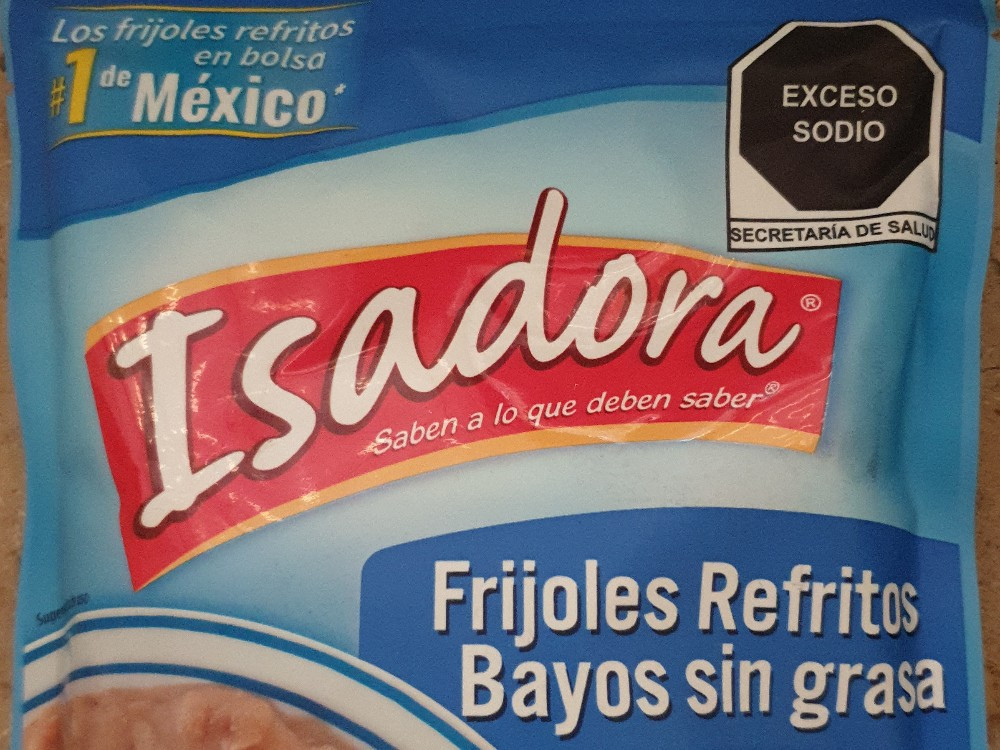 Los frijoles refritos
en bolsa
#1 de México*
EXCESO
SODIO
SECRETARÍA DE SALUD
Isadora®
Saben a lo que deben saber®
Frijoles Refritos
Bayos sin grasa